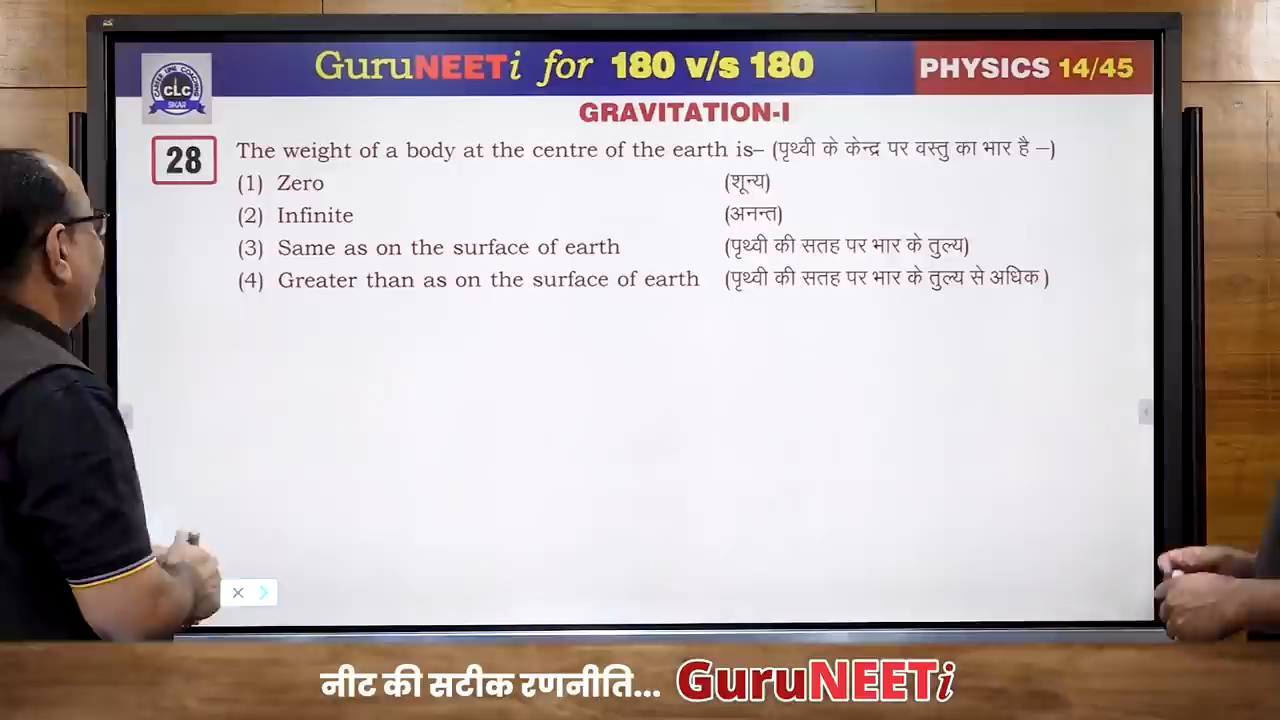 GuruNEETi for 180 v/s 180
PHYSICS 14/45
CLC
SIKAR
GRAVITATION-I
28 The weight of a body at the centre of the earth is– (पृथ्वी के केन्द्र पर वस्तु का भार है –)
(1) Zero (शून्य)
(2) Infinite (अनन्त)
(3) Same as on the surface of earth (पृथ्वी की सतह पर भार के तुल्य)
(4) Greater than as on the surface of earth (पृथ्वी की सतह पर भार के तुल्य से अधिक )
नीट की सटीक रणनीति... GuruNEETi